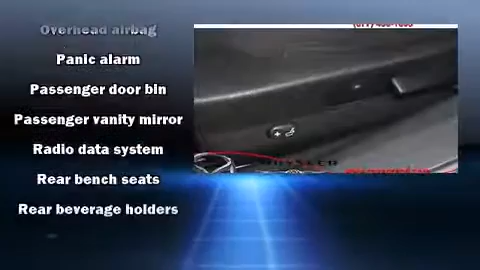 Overhead airbag
Panic alarm
Passenger door bin
Passenger vanity mirror
Radio data system
Rear bench seats
Rear beverage holders